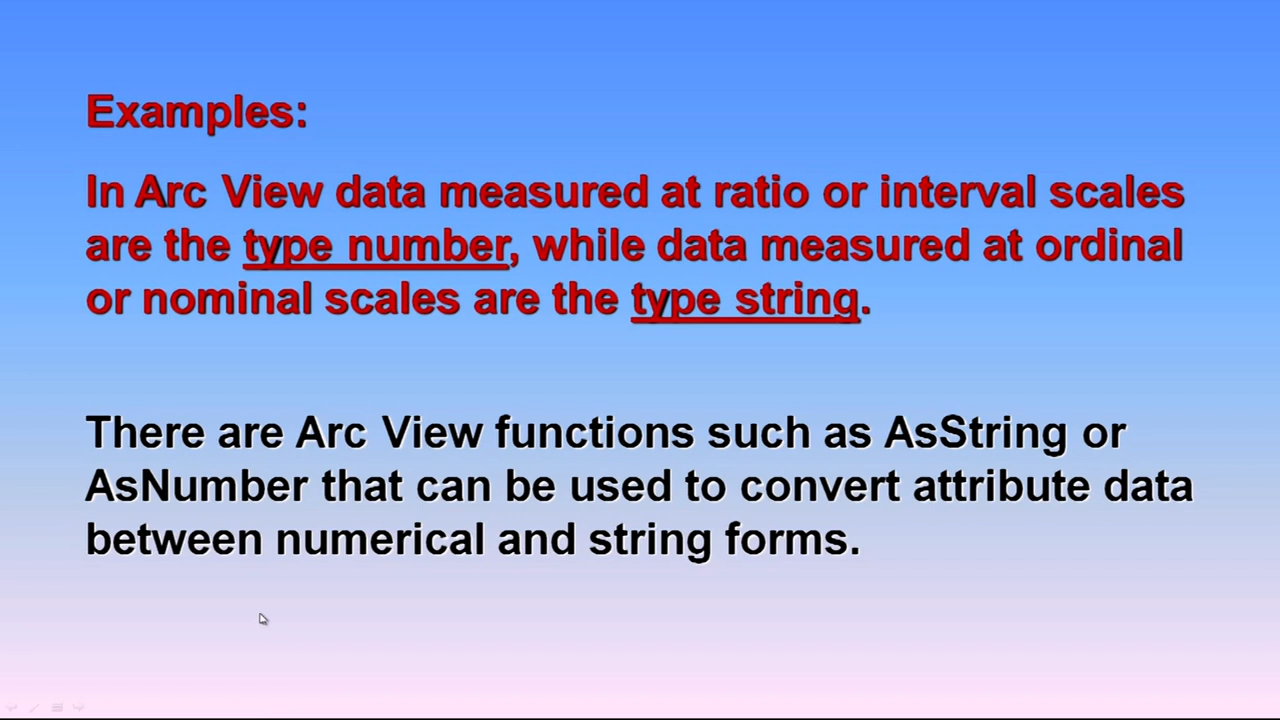 Examples:
In Arc View data measured at ratio or interval scales
are the type number, while data measured at ordinal
or nominal scales are the type string.
There are Arc View functions such as AsString or
AsNumber that can be used to convert attribute data
between numerical and string forms.